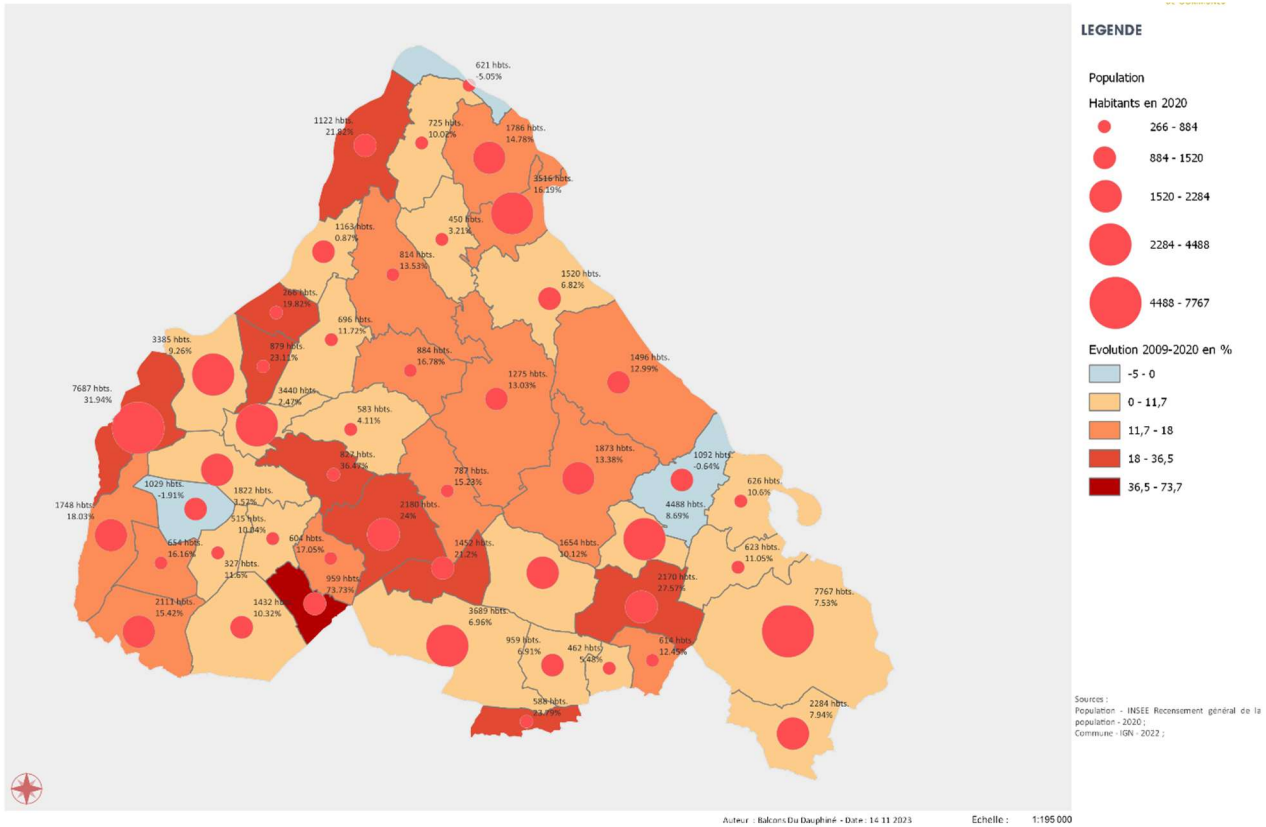 LEGENDE
Population
Habitants en 2020
266 - 884
884 - 1520
1520 - 2284
2284 - 4488
4488 - 7767
Evolution 2009-2020 en %
-5 - 0
0 - 11,7
11,7 - 18
18 - 36,5
36,5 - 73,7
621 hbts.
-5.05%
1122 hbts.
21.82%
725 hbts.
10.02%
1786 hbts.
14.78%
3516 hbts.
16.19%
1163 hbts.
0.87%
450 hbts.
3.21%
814 hbts.
13.53%
1520 hbts.
6.82%
266 hbts.
19.82%
696 hbts.
11.72%
3385 hbts.
9.26%
879 hbts.
23.11%
884 hbts.
16.78%
1496 hbts.
12.99%
7687 hbts.
31.94%
3440 hbts.
2.47%
1275 hbts.
13.03%
583 hbts.
4.11%
827 hbts.
36.47%
1873 hbts.
13.38%
1092 hbts.
-0.64%
787 hbts.
15.23%
1029 hbts.
-1.91%
1822 hbts.
626 hbts.
10.6%
1748 hbts.
18.03%
2180 hbts.
24%
4488 hbts.
8.69%
515 hbts.
10.04%
654 hbts.
16.16%
604 hbts.
17.05%
1452 hbts.
21.2%
1654 hbts.
10.12%
623 hbts.
11.05%
327 hbts.
11.6%
959 hbts.
73.73%
2170 hbts.
27.57%
7767 hbts.
7.53%
2111 hbts.
15.42%
1432 hbts.
10.32%
3689 hbts.
6.96%
959 hbts.
6.91%
462 hbts.
5.48%
614 hbts.
12.45%
588 hbts.
23.79%
2284 hbts.
7.94%
Sources :
Population - INSEE Recensement général de la
population - 2020 ;
Commune - IGN - 2022 ;
Auteur : Balcons Du Dauphiné - Date : 14 11 2023
Echelle : 1:195 000